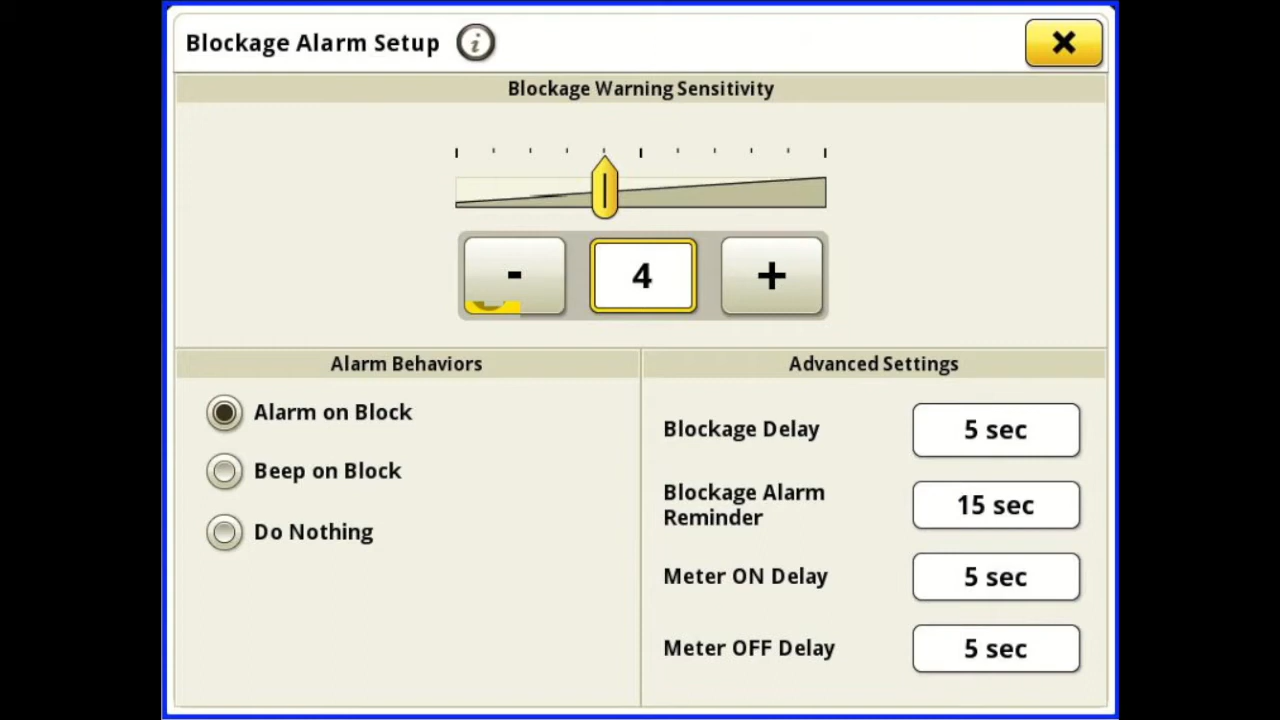 Blockage Alarm Setup i
Blockage Warning Sensitivity
- 4 +
Alarm Behaviors
Alarm on Block
Beep on Block
Do Nothing
Advanced Settings
Blockage Delay 5 sec
Blockage Alarm
Reminder 15 sec
Meter ON Delay 5 sec
Meter OFF Delay 5 sec